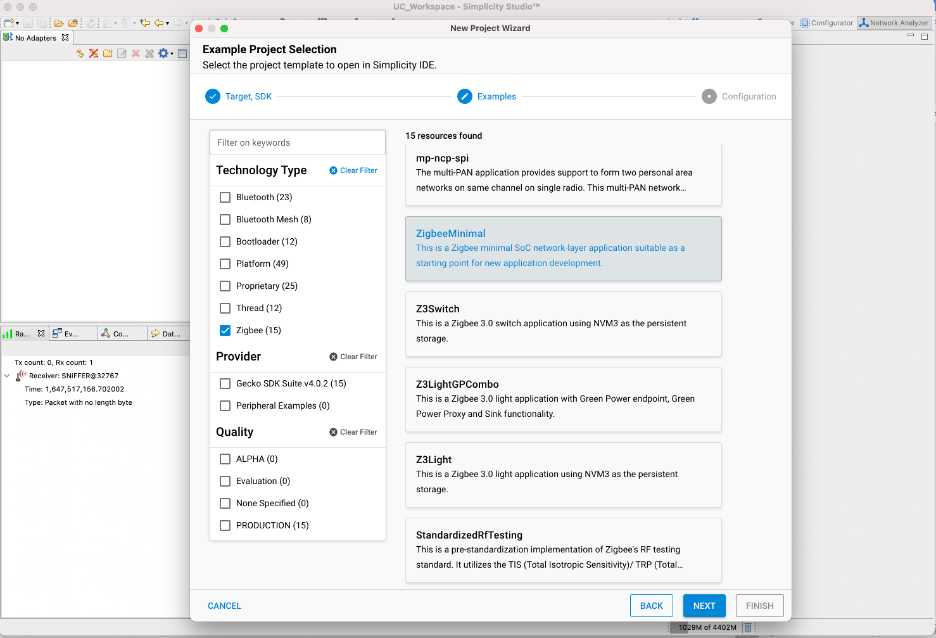 UC_Workspace - Simplicity Studio™
Configurator
Network Analyzer
No Adapters
New Project Wizard
Example Project Selection
Select the project template to open in Simplicity IDE.
Target, SDK
Examples
Configuration
Filter on keywords
Technology Type
Clear Filter
Bluetooth (23)
Bluetooth Mesh (8)
Bootloader (12)
Platform (49)
Proprietary (25)
Thread (12)
Zigbee (15)
Provider
Clear Filter
Gecko SDK Suite v4.0.2 (15)
Peripheral Examples (0)
Quality
Clear Filter
ALPHA (0)
Evaluation (0)
None Specified (0)
PRODUCTION (15)
15 resources found
mp-ncp-spi
The multi-PAN application provides support to form two personal area
networks on same channel on single radio. This multi-PAN network...
ZigbeeMinimal
This is a Zigbee minimal SoC network-layer application suitable as a
starting point for new application development.
Z3Switch
This is a Zigbee 3.0 switch application using NVM3 as the persistent
storage.
Z3LightGPCombo
This is a Zigbee 3.0 light application with Green Power endpoint, Green
Power Proxy and Sink functionality.
Z3Light
This is a Zigbee 3.0 light application using NVM3 as the persistent
storage.
StandardizedRfTesting
This is a pre-standardization implementation of Zigbee's RF testing
standard. It utilizes the TIS (Total Isotropic Sensitivity)/ TRP (Total...
Ra...
Ev...
Co...
Dat...
Tx count: 0, Rx count: 1
Receiver: SNIFFER@32767
Time: 1,647,517,156.702002
Type: Packet with no length byte
CANCEL
BACK
NEXT
FINISH
1029M of 4402M